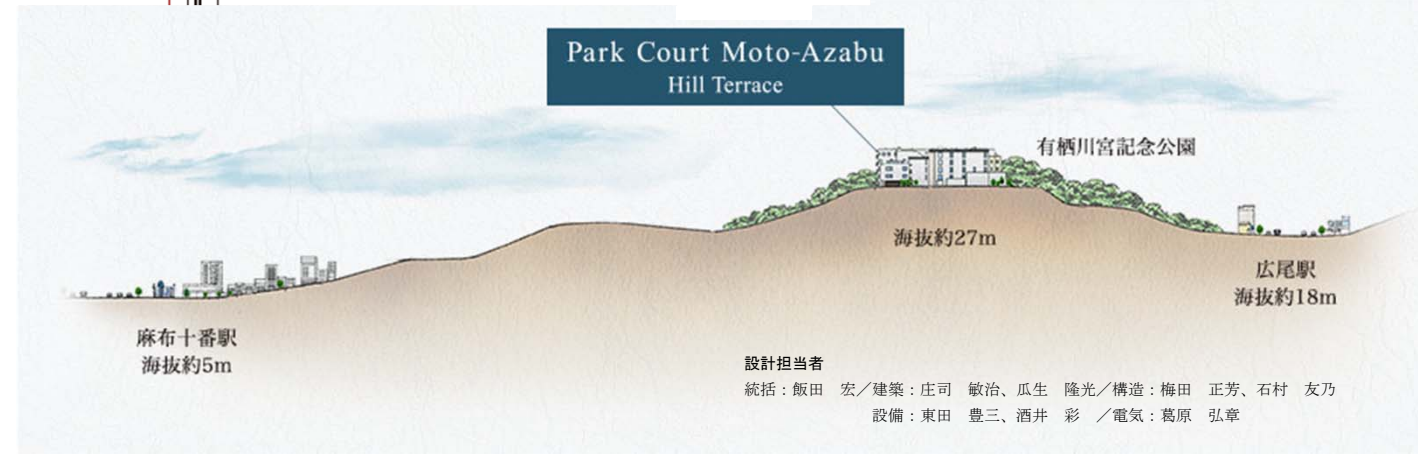 Park Court Moto-Azabu
Hill Terrace
有栖川宮記念公園
海抜約27m
広尾駅
海抜約18m
麻布十番駅
海抜約5m
設計担当者
統括：飯田　宏／建築：庄司　敏治、瓜生　隆光／構造：梅田　正芳、石村　友乃
設備：東田　豊三、酒井　彩　／電気：葛原　弘章